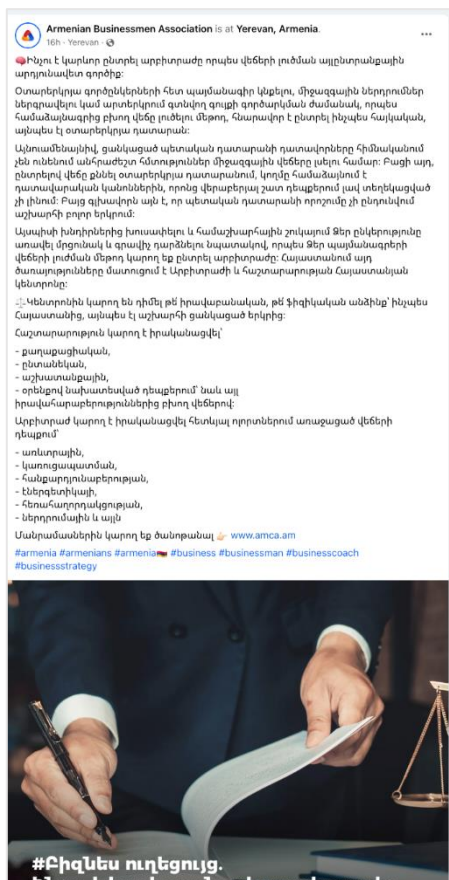 Armenian Businessmen Association is at Yerevan, Armenia.
16h · Yerevan ·
🧠Ինչու է կարևոր ընտրել արբիտրաժը որպես վեճերի լուծման այլընտրանքային
արդյունավետ գործիք:
Օտարերկրյա գործընկերների հետ պայմանագիր կնքելու, միջազգային ներդրումներ
ներգրավելու կամ արտերկրում գտնվող գույքի գործարկման ժամանակ, որպես
համաձայնագրից բխող վեճը լուծելու մեթոդ, հնարավոր է ընտրել ինչպես հայկական,
այնպես էլ օտարերկրյա դատարան:
Այնուամենայնիվ, ցանկացած պետական դատարանի դատավորները հիմնականում
չեն ունենում անհրաժեշտ հմտություններ միջազգային վեճերը լսելու համար: Բացի այդ,
ընտրելով վեճը քննել օտարերկրյա դատարանում, կողմը համաձայնում է
դատավարական կանոններին, որոնց վերաբերյալ շատ դեպքերում լավ տեղեկացված
չի լինում: Բայց գլխավորն այն է, որ պետական դատարանի որոշումը չի ընդունվում
աշխարհի բոլոր երկրում:
Այսպիսի խնդիրներից խուսափելու և համաշխարհային շուկայում Ձեր ընկերությունը
առավել մրցունակ և գրավիչ դարձնելու նպատակով, որպես Ձեր պայմանագրերի
վեճերի լուժման մեթոդ կարող եք ընտրել արբիտրաժը: Հայաստանում այդ
ծառայությունները մատուցում է Արբիտրաժի և հաշտարարության Հայաստանյան
կենտրոնը:
⚖️Կենտրոնին կարող են դիմել թե՛ իրավաբանական, թե՛ ֆիզիկական անձինք՝ ինչպես
Հայաստանից, այնպես էլ աշխարհի ցանկացած երկրից:
Հաշտարարություն կարող է իրականացվել՝
- քաղաքացիական,
- ընտանեկան,
- աշխատանքային,
- օրենքով նախատեսված դեպքերում՝ նաև այլ
իրավահարաբերություններից բխող վեճերով:
Արբիտրաժ կարող է իրականացվել հետևյալ ոլորտներում առաջացած վեճերի
դեպքում՝
- առևտրային,
- կառուցապատման,
- հանքարդյունաբերության,
- էներգետիկայի,
- հեռահաղորդակցության,
- ներդրումային և այլն
Մանրամասներին կարող եք ծանոթանալ 👉🏻 www.amca.am
#armenia #armenians #armenia🇦🇲 #business #businessman #businesscoach
#businessstrategy
#Բիզնես ուղեցույց.